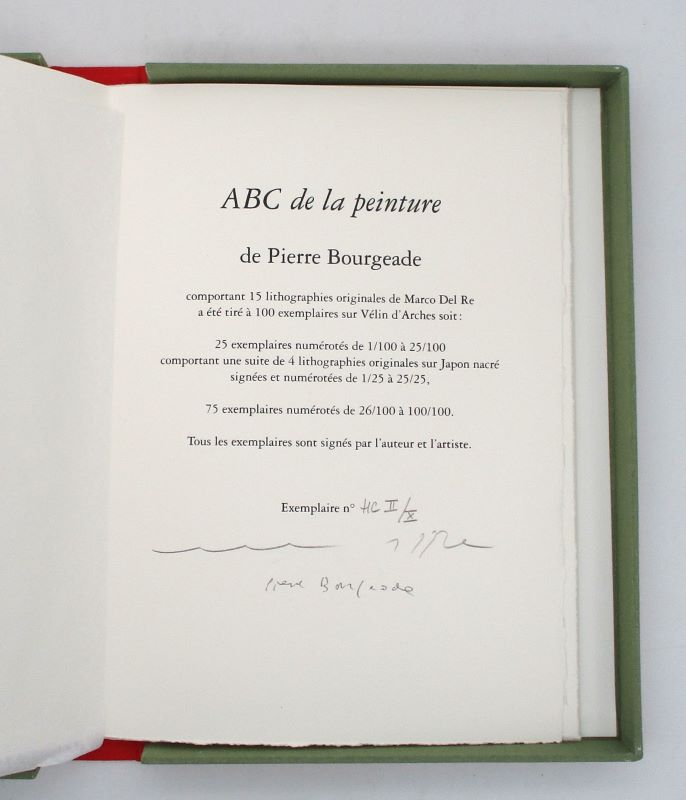 ABC de la peinture
de Pierre Bourgeade
comportant 15 lithographies originales de Marco Del Re
a été tiré à 100 exemplaires sur Vélin d'Arches soit :
25 exemplaires numérotés de 1/100 à 25/100
comportant une suite de 4 lithographies originales sur Japon nacré
signées et numérotées de 1/25 à 25/25,
75 exemplaires numérotés de 26/100 à 100/100.
Tous les exemplaires sont signés par l'auteur et l'artiste.
Exemplaire n° HC II/X
Pierre Bourgeade